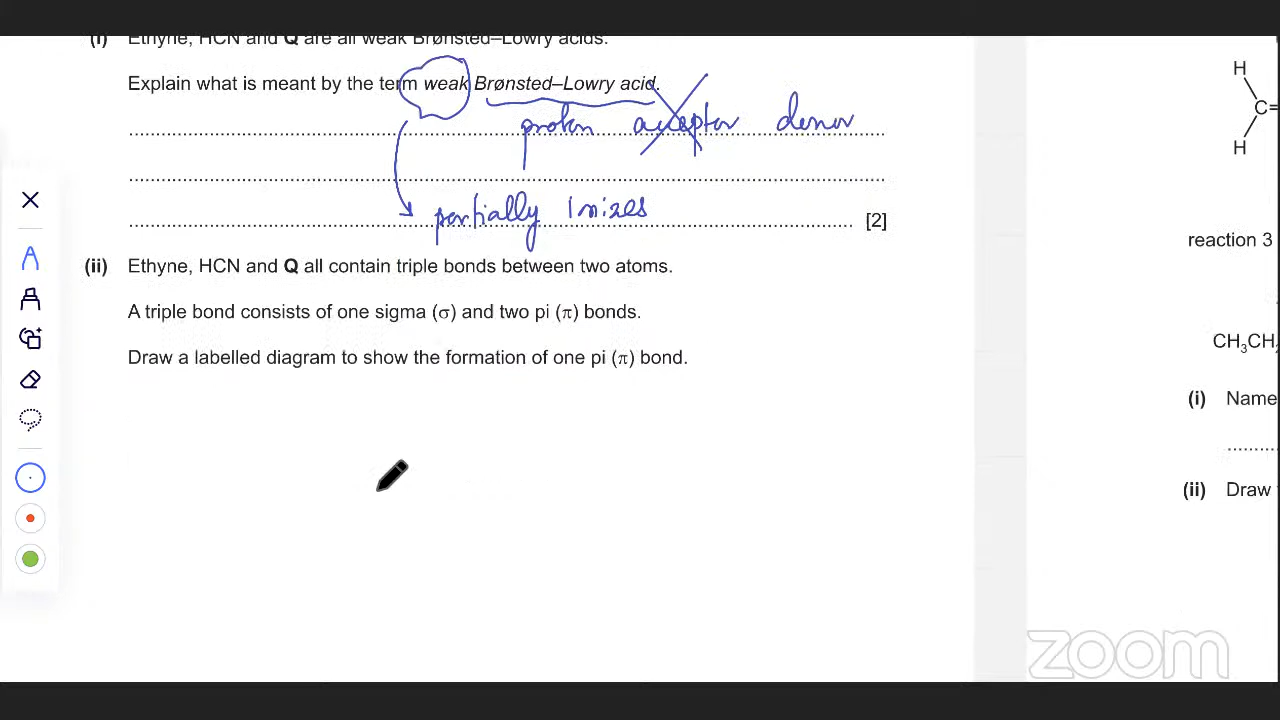 (i) Ethyne, HCN and Q are all weak Brønsted–Lowry acids.
Explain what is meant by the term weak Brønsted–Lowry acid.
proton acceptor donor
partially inizes
[2]
(ii) Ethyne, HCN and Q all contain triple bonds between two atoms.
A triple bond consists of one sigma (σ) and two pi (π) bonds.
Draw a labelled diagram to show the formation of one pi (π) bond.
H
C=
H
reaction 3
CH₃CH
(i) Name
(ii) Draw
zoom